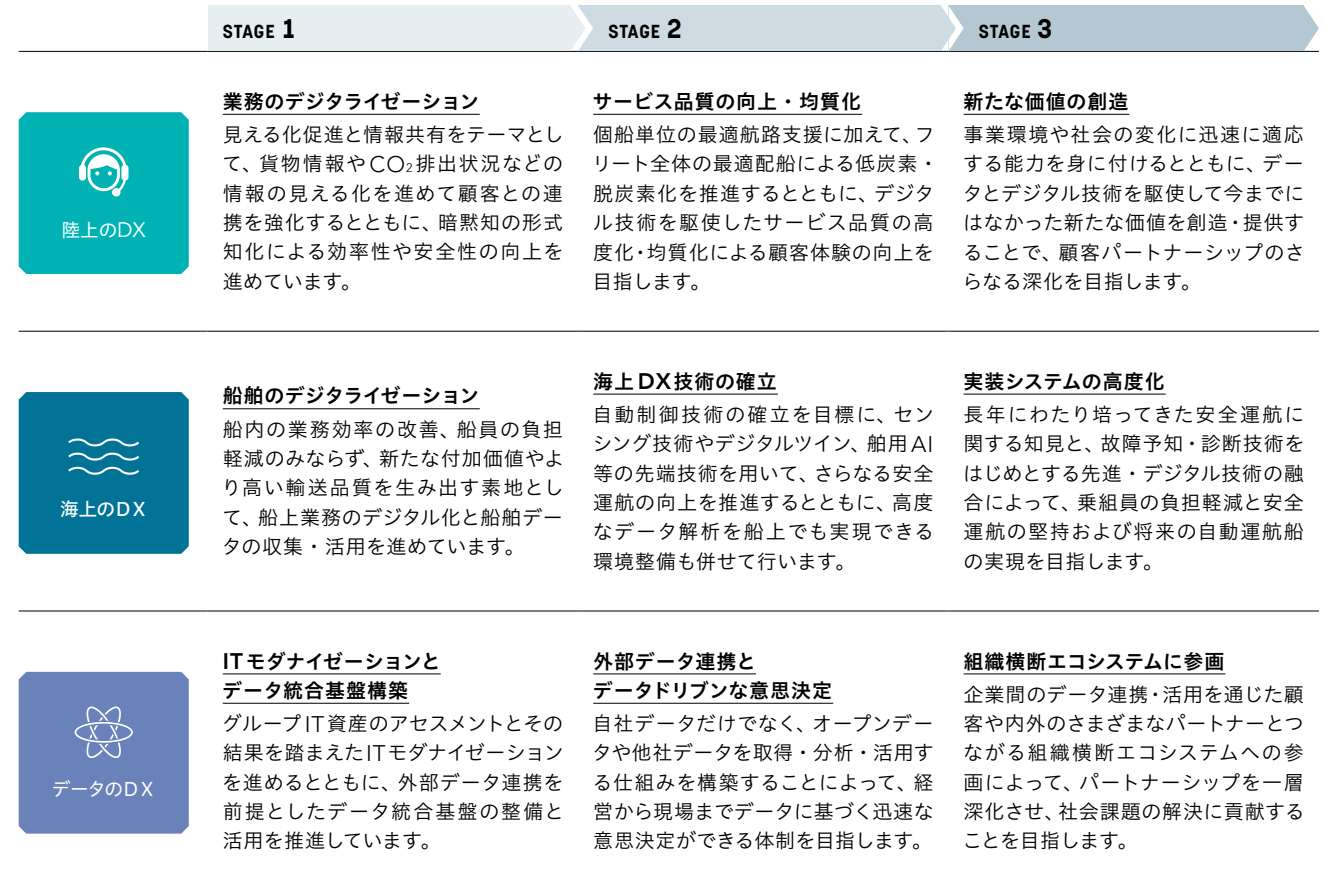 STAGE 1
STAGE 2
STAGE 3
陸上のDX
業務のデジタライゼーション
見える化促進と情報共有をテーマとし
て、貨物情報やCO₂排出状況などの
情報の見える化を進めて顧客との連
携を強化するとともに、暗黙知の形式
知化による効率性や安全性の向上を
進めています。
サービス品質の向上・均質化
個船単位の最適航路支援に加えて、フ
リート全体の最適配船による低炭素・
脱炭素化を推進するとともに、デジタ
ル技術を駆使したサービス品質の高
度化・均質化による顧客体験の向上を
目指します。
新たな価値の創造
事業環境や社会の変化に迅速に適応
する能力を身に付けるとともに、デー
タとデジタル技術を駆使して今までに
はなかった新たな価値を創造・提供す
ることで、顧客パートナーシップのさ
らなる深化を目指します。
海上のDX
船舶のデジタライゼーション
船内の業務効率の改善、船員の負担
軽減のみならず、新たな付加価値やよ
り高い輸送品質を生み出す素地とし
て、船上業務のデジタル化と船舶デー
タの収集・活用を進めています。
海上DX技術の確立
自動制御技術の確立を目標に、セン
シング技術やデジタルツイン、舶用AI
等の先端技術を用いて、さらなる安全
運航の向上を推進するとともに、高度
なデータ解析を船上でも実現できる
環境整備も併せて行います。
実装システムの高度化
長年にわたり培ってきた安全運航に
関する知見と、故障予知・診断技術を
はじめとする先進・デジタル技術の融
合によって、乗組員の負担軽減と安全
運航の堅持および将来の自動運航船
の実現を目指します。
データのDX
ITモダナイゼーションと
データ統合基盤構築
グループIT資産のアセスメントとその
結果を踏まえたITモダナイゼーション
を進めるとともに、外部データ連携を
前提としたデータ統合基盤の整備と
活用を推進しています。
外部データ連携と
データドリブンな意思決定
自社データだけでなく、オープンデー
タや他社データを取得・分析・活用す
る仕組みを構築することによって、経
営から現場までデータに基づく迅速な
意思決定ができる体制を目指します。
組織横断エコシステムに参画
企業間のデータ連携・活用を通じた顧
客や内外のさまざまなパートナーとつ
ながる組織横断エコシステムへの参
画によって、パートナーシップを一層
深化させ、社会課題の解決に貢献する
ことを目指します。